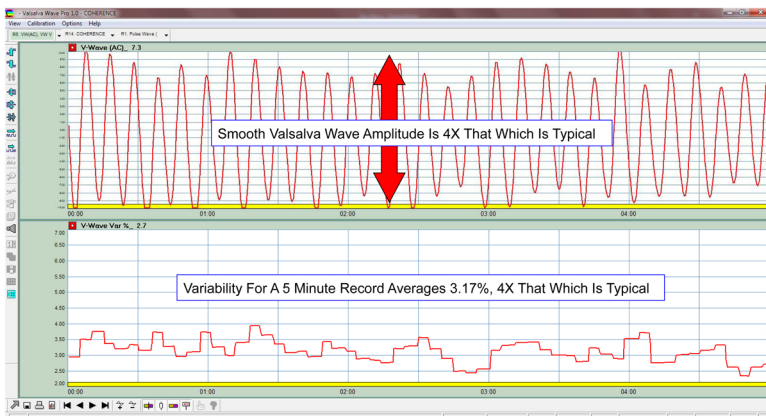 - Valsalva Wave Pro 1.0 - COHERENCE
View Calibration Options Help
R8. VW(AC), VW V R14. COHERENCE R1. Pulse Wave (
V-Wave (AC)_ 7.3
Smooth Valsalva Wave Amplitude Is 4X That Which Is Typical
00:00 01:00 02:00 03:00 04:00
V-Wave Var %_ 2.7
7.00
6.50
6.00
5.50
5.00
Variability For A 5 Minute Record Averages 3.17%, 4X That Which Is Typical
4.50
4.00
3.50
3.00
2.50
2.00
00:00 01:00 02:00 03:00 04:00